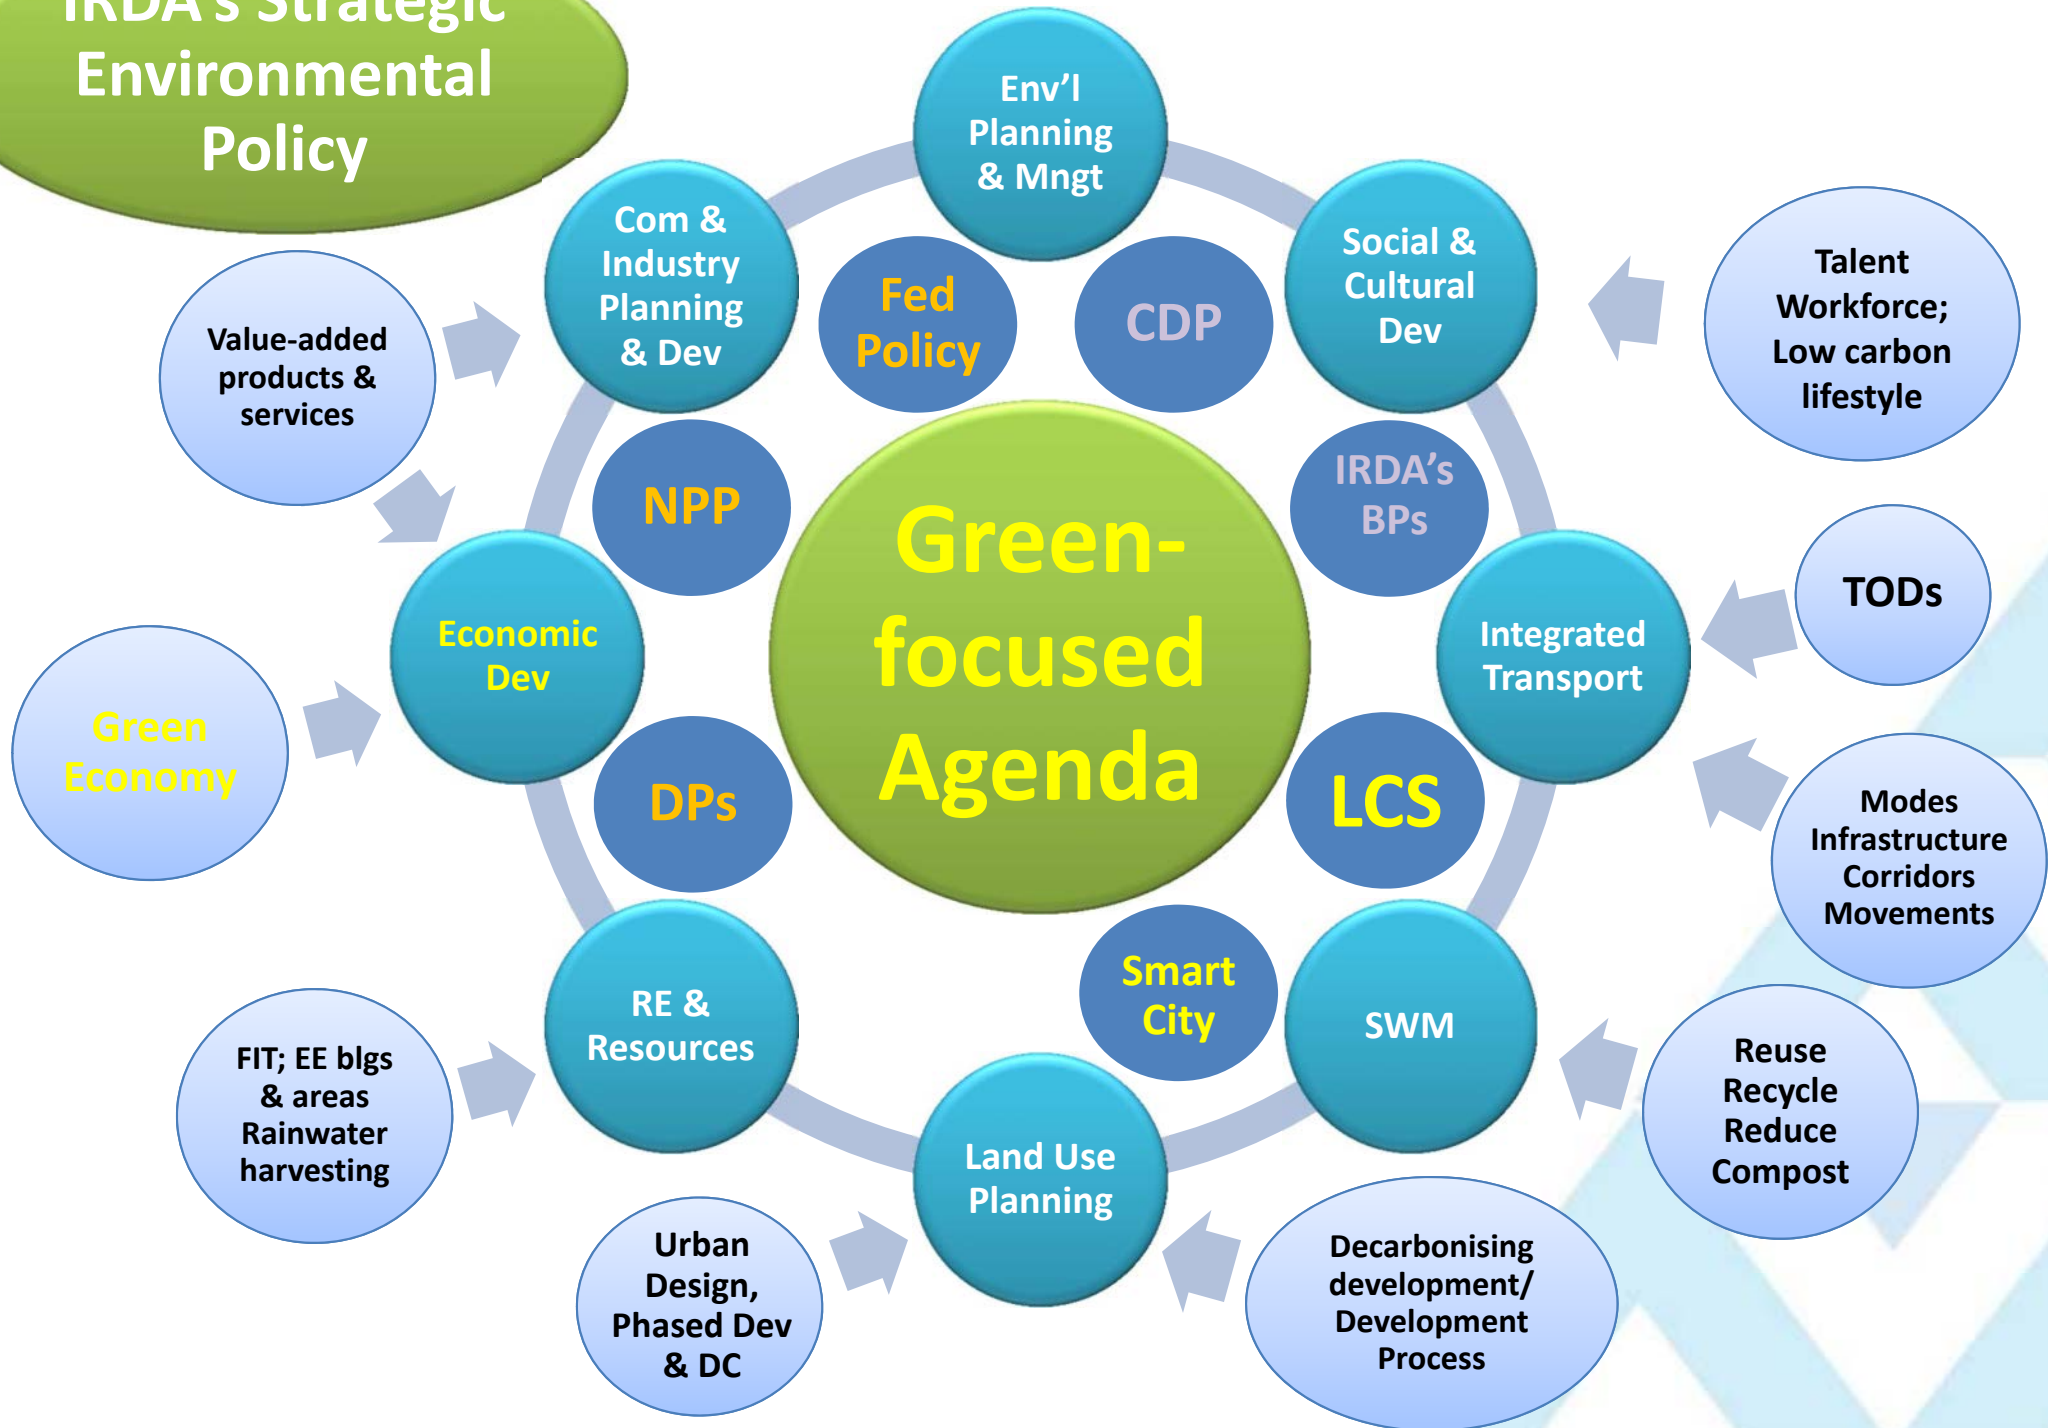 IRDA's Strategic
Environmental
Policy
Env'l
Planning
& Mngt
Com &
Industry
Planning
& Dev
Social &
Cultural
Dev
Fed
Policy
CDP
Talent
Workforce;
Low carbon
lifestyle
Value-added
products &
services
NPP
IRDA's
BPs
Green-
focused
Agenda
TODs
Economic
Dev
Integrated
Transport
Green
Economy
DPs
LCS
Modes
Infrastructure
Corridors
Movements
Smart
City
RE &
Resources
SWM
FIT; EE blgs
& areas
Rainwater
harvesting
Reuse
Recycle
Reduce
Compost
Land Use
Planning
Urban
Design,
Phased Dev
& DC
Decarbonising
development/
Development
Process